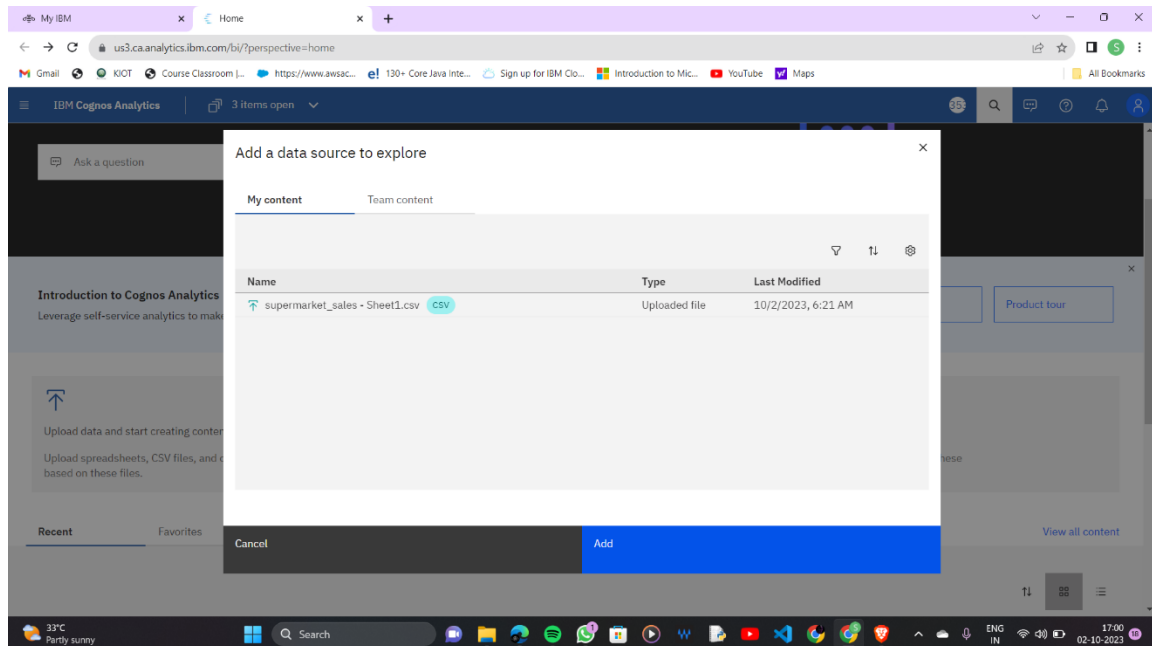 My IBM
Home
us3.ca.analytics.ibm.com/bi/?perspective=home
Gmail
KIOT
Course Classroom |...
https://www.awsac...
130+ Core Java Inte...
Sign up for IBM Clo...
Introduction to Mic...
YouTube
Maps
All Bookmarks
IBM Cognos Analytics
3 items open
Ask a question
Add a data source to explore
My content
Team content
Name
Type
Last Modified
supermarket_sales - Sheet1.csv
CSV
Uploaded file
10/2/2023, 6:21 AM
Introduction to Cognos Analytics
Leverage self-service analytics to make
Product tour
Upload data and start creating conter
Upload spreadsheets, CSV files, and c
based on these files.
hese
Recent
Favorites
View all content
Cancel
Add
33°C
Partly sunny
Search
ENG
IN
17:00
02-10-2023